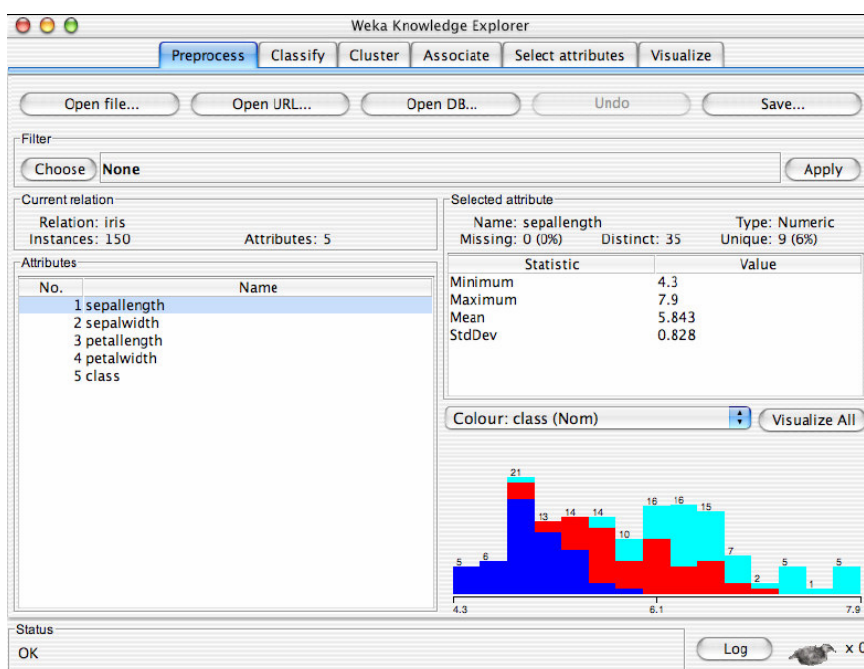 Weka Knowledge Explorer
Preprocess Classify Cluster Associate Select attributes Visualize
Open file... Open URL... Open DB... Undo Save...
Filter
Choose None Apply
Current relation
Relation: iris
Instances: 150 Attributes: 5
Attributes
No. Name
1 sepallength
2 sepalwidth
3 petallength
4 petalwidth
5 class
Selected attribute
Name: sepallength Type: Numeric
Missing: 0 (0%) Distinct: 35 Unique: 9 (6%)
Statistic Value
Minimum 4.3
Maximum 7.9
Mean 5.843
StdDev 0.828
Colour: class (Nom) Visualize All
5 6 21 13 14 14 10 16 16 15 7 2 5 1 5
4.3 6.1 7.9
Status
OK
Log x 0